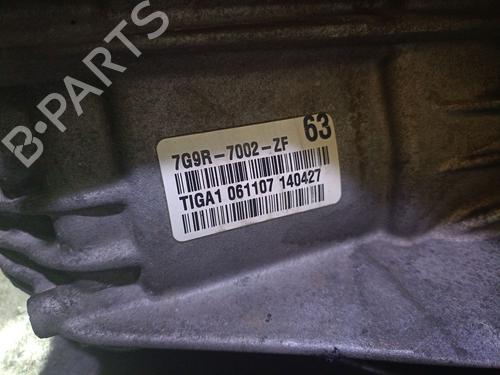 B-PARTS
63
7G9R-7002-ZF
TIGA1 061107 140427